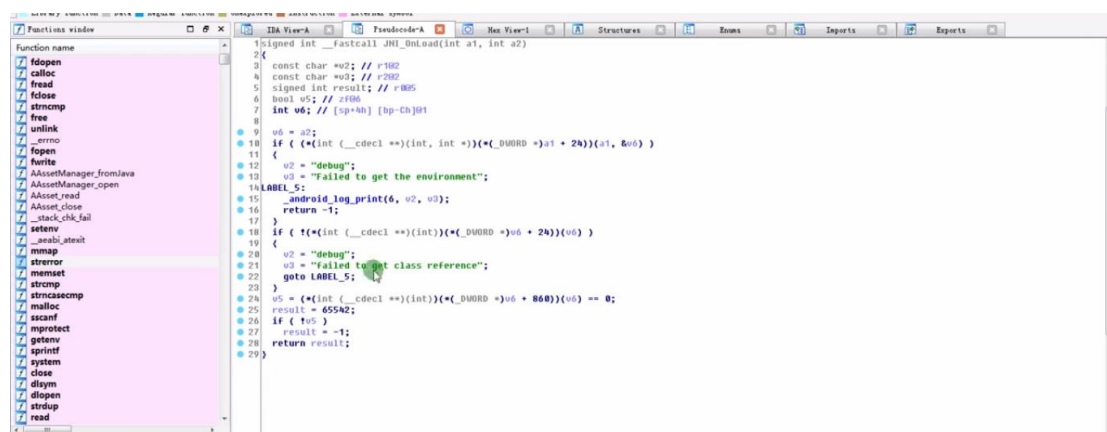 Functions window
IDA View-A
Pseudocode-A
Hex View-1
Structures
Enums
Imports
Exports
Function name
fdopen
calloc
fread
fclose
strncmp
free
unlink
__errno
fopen
fwrite
AAssetManager_fromJava
AAssetManager_open
AAsset_read
AAsset_close
__stack_chk_fail
setenv
__aeabi_atexit
mmap
strerror
memset
strcmp
strncasecmp
malloc
sscanf
mprotect
getenv
sprintf
system
close
dlsym
dlopen
strdup
read
1 signed int __fastcall JNI_OnLoad(int a1, int a2)
2 {
3 const char *v2; // r1@2
4 const char *v3; // r2@2
5 signed int result; // r0@5
6 bool v5; // zf@6
7 int v6; // [sp+4h] [bp-Ch]@1
8
9 v6 = a2;
10 if ( (*(int (__cdecl **)(int, int *))(*(_DWORD *)a1 + 24))(a1, &v6) )
11 {
12 v2 = "debug";
13 v3 = "Failed to get the environment";
14 LABEL_5:
15 _android_log_print(6, v2, v3);
16 return -1;
17 }
18 if ( !(*(int (__cdecl **)(int))(*(_DWORD *)v6 + 24))(v6) )
19 {
20 v2 = "debug";
21 v3 = "failed to get class reference";
22 goto LABEL_5;
23 }
24 v5 = (*(int (__cdecl **)(int))(*(_DWORD *)v6 + 860))(v6) == 0;
25 result = 65542;
26 if ( !v5 )
27 result = -1;
28 return result;
29 }